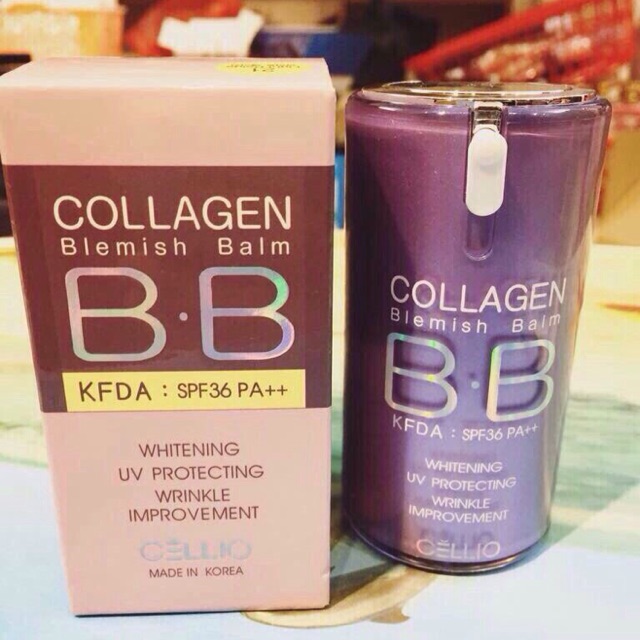 COLLAGEN
Blemish Balm
B·B
KFDA : SPF36 PA++
WHITENING
UV PROTECTING
WRINKLE
IMPROVEMENT
CELLIO
MADE IN KOREA
COLLAGEN
Blemish Balm
B·B
KFDA : SPF36 PA++
WHITENING
UV PROTECTING
WRINKLE
IMPROVEMENT
CELLIO